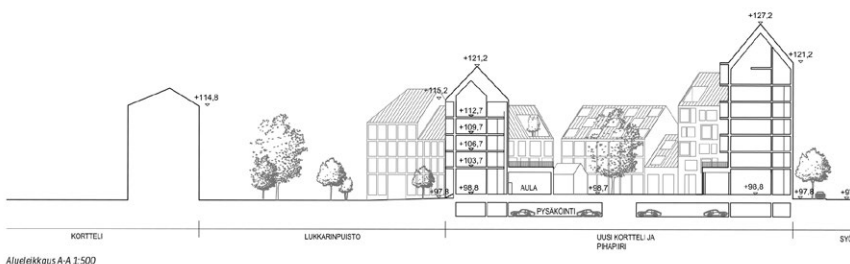 +127,2
+121,2
+121,2
+114,8
+115,2
+112,7
+109,7
+106,7
+103,7
+97,8
+98,8
AULA
+98,7
+98,8
+97,8
PYSÄKÖINTI
KORTTELI
LUKKARINPUISTO
UUSI KORTTELI JA
PIHAPIIRI
Alueleikkaus A-A 1:500